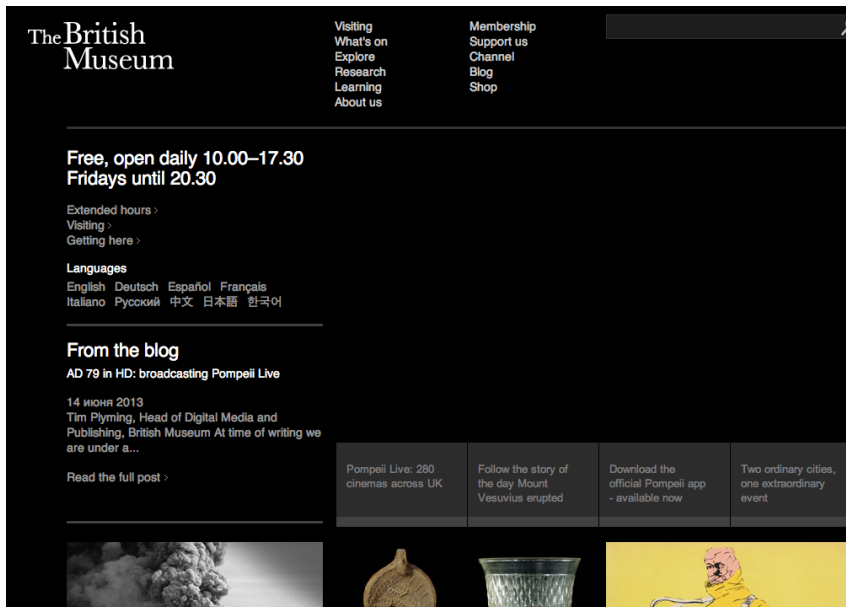 The British
Museum
Visiting
What's on
Explore
Research
Learning
About us
Membership
Support us
Channel
Blog
Shop
Free, open daily 10.00–17.30
Fridays until 20.30
Extended hours ›
Visiting ›
Getting here ›
Languages
English Deutsch Español Français
Italiano Русский 中文 日本語 한국어
From the blog
AD 79 in HD: broadcasting Pompeii Live
14 июня 2013
Tim Plyming, Head of Digital Media and
Publishing, British Museum At time of writing we
are under a...
Read the full post ›
Pompeii Live: 280
cinemas across UK
Follow the story of
the day Mount
Vesuvius erupted
Download the
official Pompeii app
- available now
Two ordinary cities,
one extraordinary
event